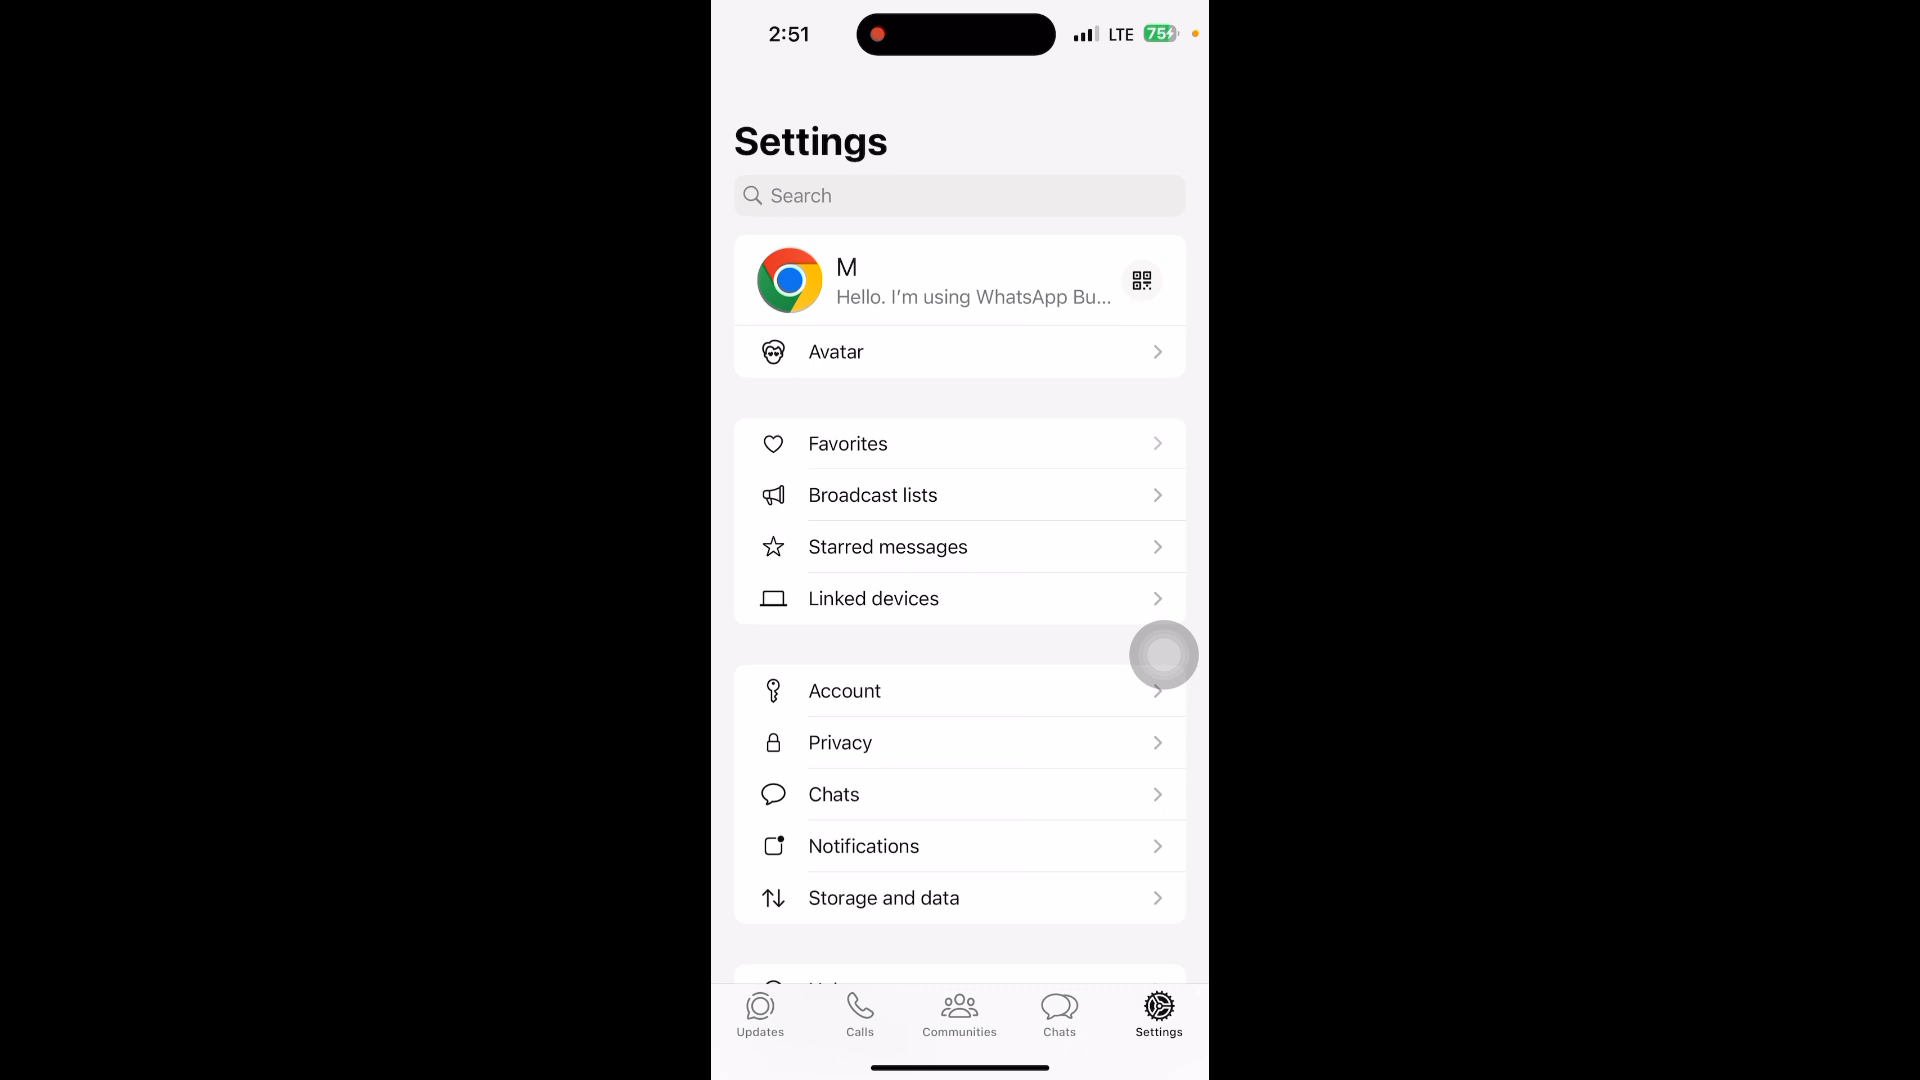 2:51
LTE
75
Settings
Search
M
Hello. I'm using WhatsApp Bu...
Avatar
Favorites
Broadcast lists
Starred messages
Linked devices
Account
Privacy
Chats
Notifications
Storage and data
Updates
Calls
Communities
Chats
Settings